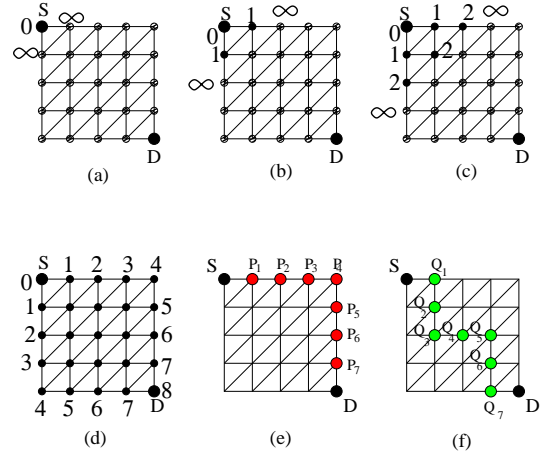 S ∞ S 1 ∞ S 1 2 ∞
0 0 0
∞ 1 1 2
∞ 2
∞
D D D
(a) (b) (c)
S 1 2 3 4 S P1 P2 P3 P4 S Q1
0
1 5 P5 Q2
2 6 P6 Q3 Q4 Q5
3 7 P7 Q6
8
4 5 6 7 D D Q7 D
(d) (e) (f)